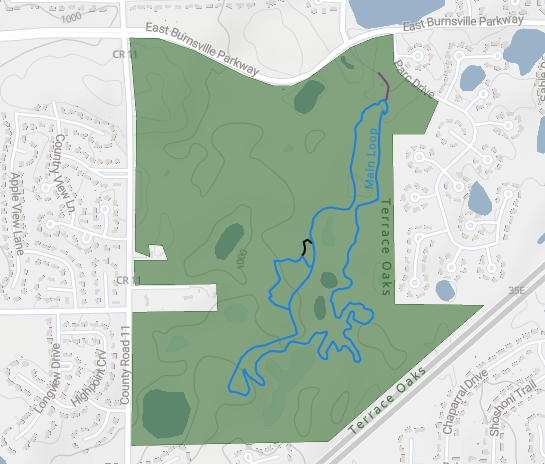 1000
East Burnsville Parkway
East Burnsville Parkway
CR 11
Parc Drive
Sable Dr
Country View Ln
Apple View Lane
Main Loop
Terrace Oaks
1000
CR 11
35E
County Road 11
Longview Drive
Highpoint Crv
Terrace Oaks
Chaparral Drive
Shoshoni Trail